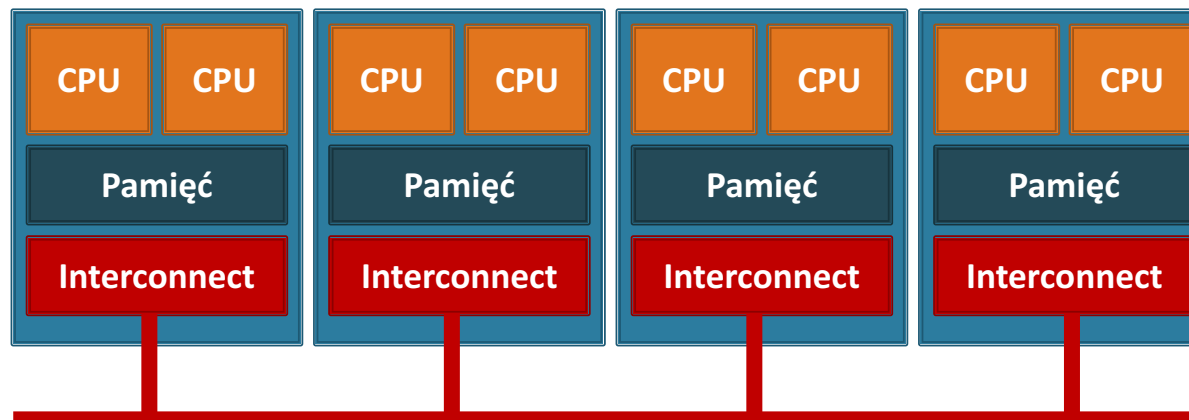 CPU CPU CPU CPU CPU CPU CPU CPU
Pamięć Pamięć Pamięć Pamięć
Interconnect Interconnect Interconnect Interconnect